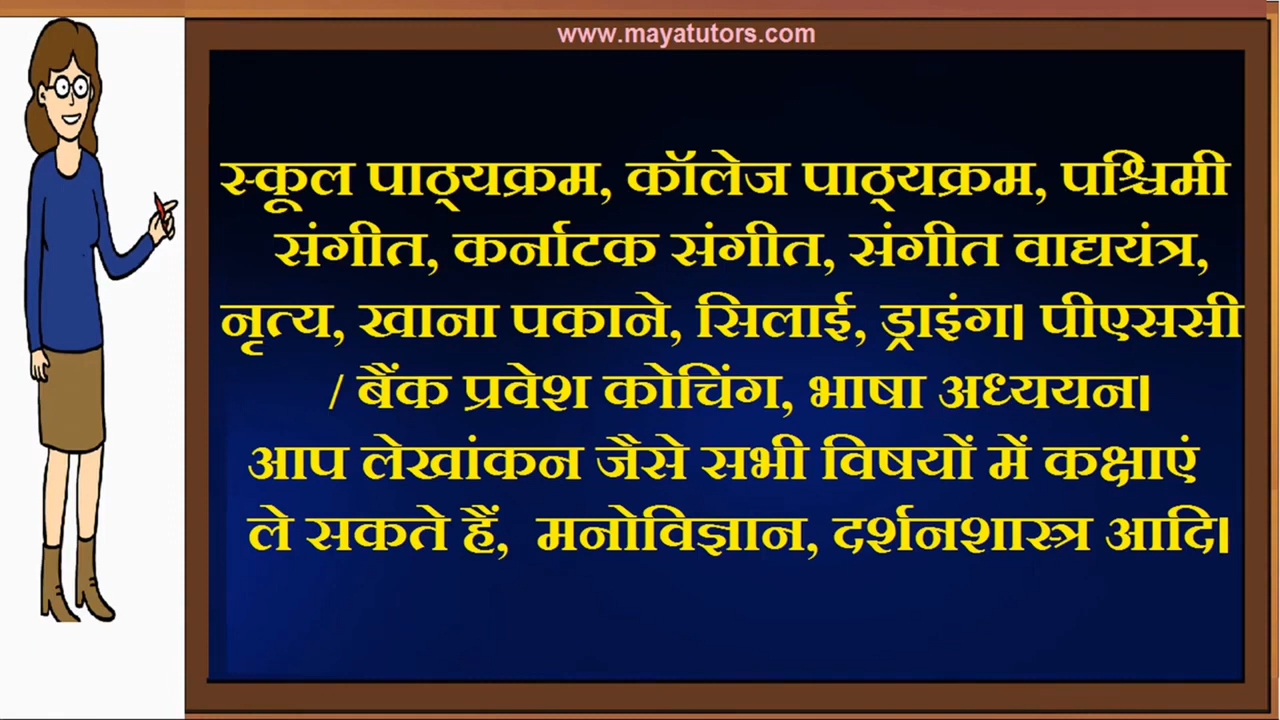 www.mayatutors.com
स्कूल पाठ्यक्रम, कॉलेज पाठ्यक्रम, पश्चिमी
संगीत, कर्नाटक संगीत, संगीत वाद्ययंत्र,
नृत्य, खाना पकाने, सिलाई, ड्राइंग। पीएससी
/ बैंक प्रवेश कोचिंग, भाषा अध्ययन।
आप लेखांकन जैसे सभी विषयों में कक्षाएं
ले सकते हैं, मनोविज्ञान, दर्शनशास्त्र आदि।